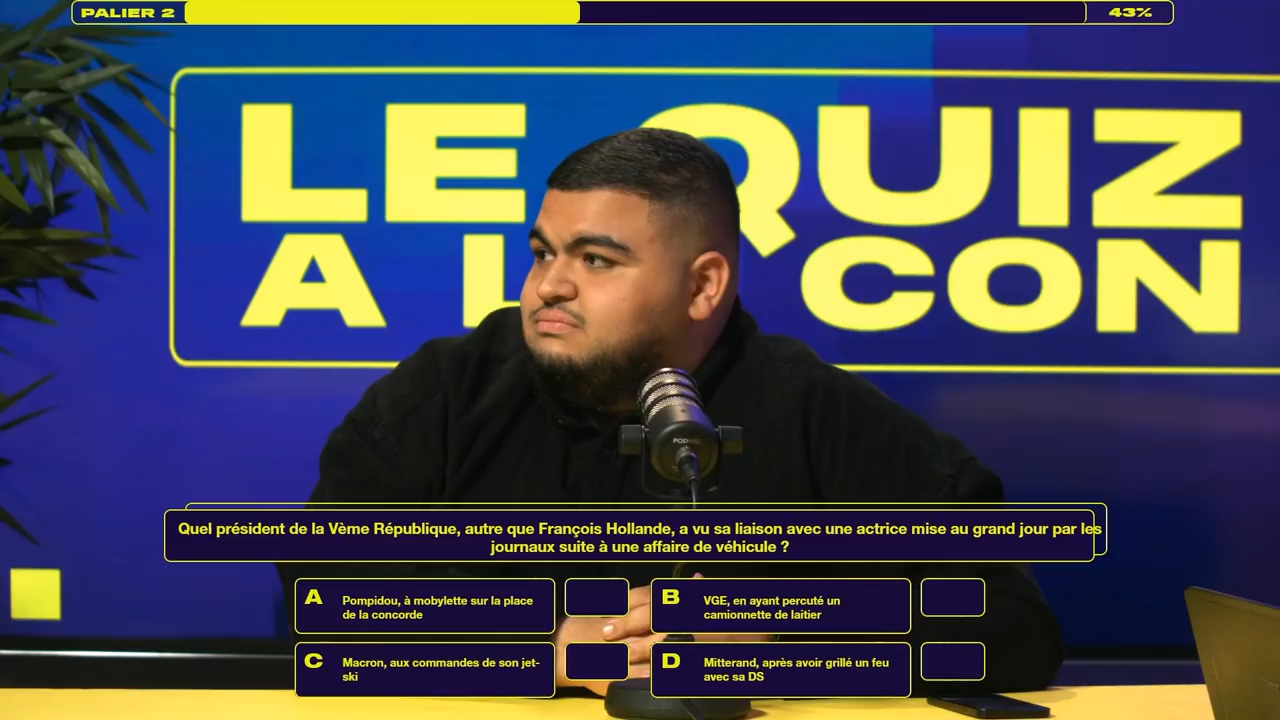 PALIER 2
43%
LE QUIZ
A L CON
PODMIC
Quel président de la Vème République, autre que François Hollande, a vu sa liaison avec une actrice mise au grand jour par les
journaux suite à une affaire de véhicule ?
A
Pompidou, à mobylette sur la place
de la concorde
B
VGE, en ayant percuté un
camionnette de laitier
C
Macron, aux commandes de son jet-
ski
D
Mitterand, après avoir grillé un feu
avec sa DS